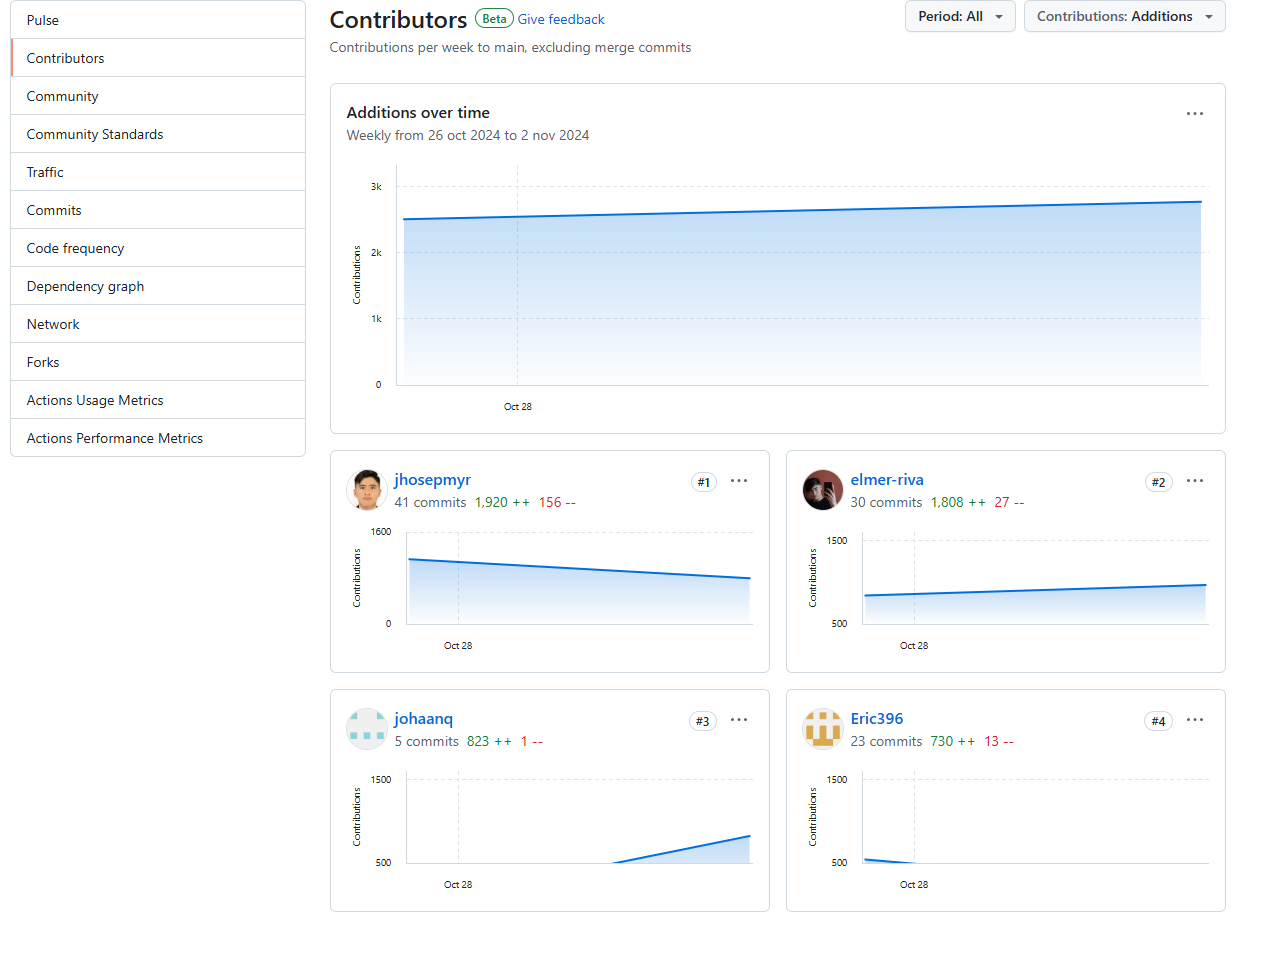 Pulse
Contributors
Community
Community Standards
Traffic
Commits
Code frequency
Dependency graph
Network
Forks
Actions Usage Metrics
Actions Performance Metrics
Contributors Beta Give feedback
Period: All Contributions: Additions
Contributions per week to main, excluding merge commits
Additions over time
Weekly from 26 oct 2024 to 2 nov 2024
3k
2k
1k
0
Contributions
Oct 28
jhosepmyr #1
41 commits 1,920 ++ 156 --
1600
0
Contributions
Oct 28
elmer-riva #2
30 commits 1,808 ++ 27 --
1500
500
Contributions
Oct 28
johaanq #3
5 commits 823 ++ 1 --
1500
500
Contributions
Oct 28
Eric396 #4
23 commits 730 ++ 13 --
1500
500
Contributions
Oct 28